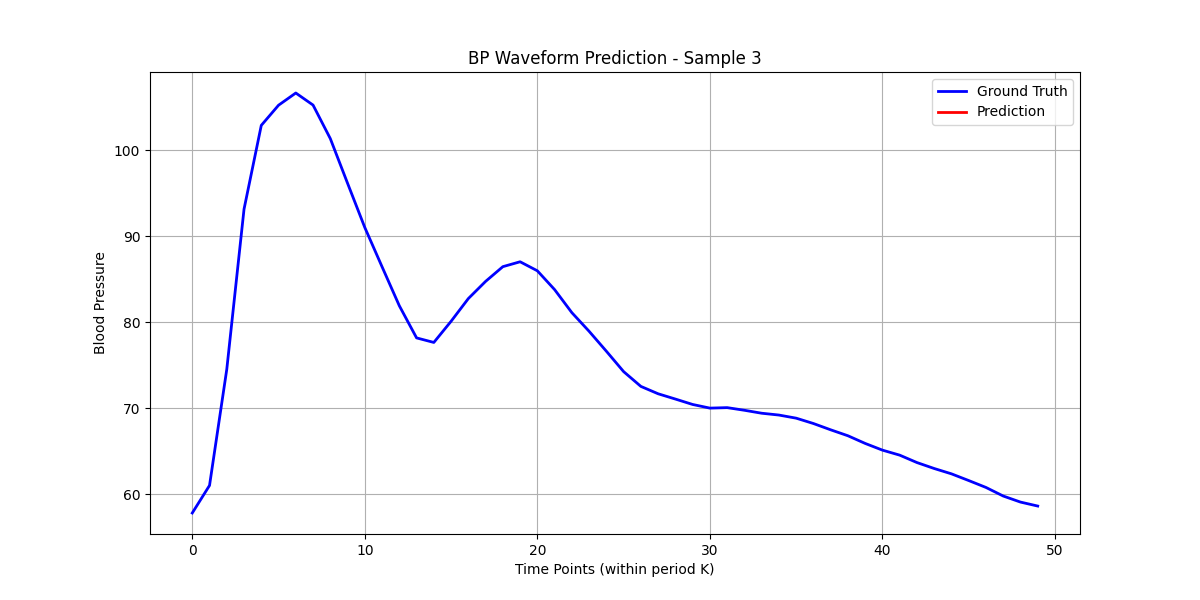 BP Waveform Prediction - Sample 3
Ground Truth
Prediction
100
90
80
70
60
Blood Pressure
0 10 20 30 40 50
Time Points (within period K)